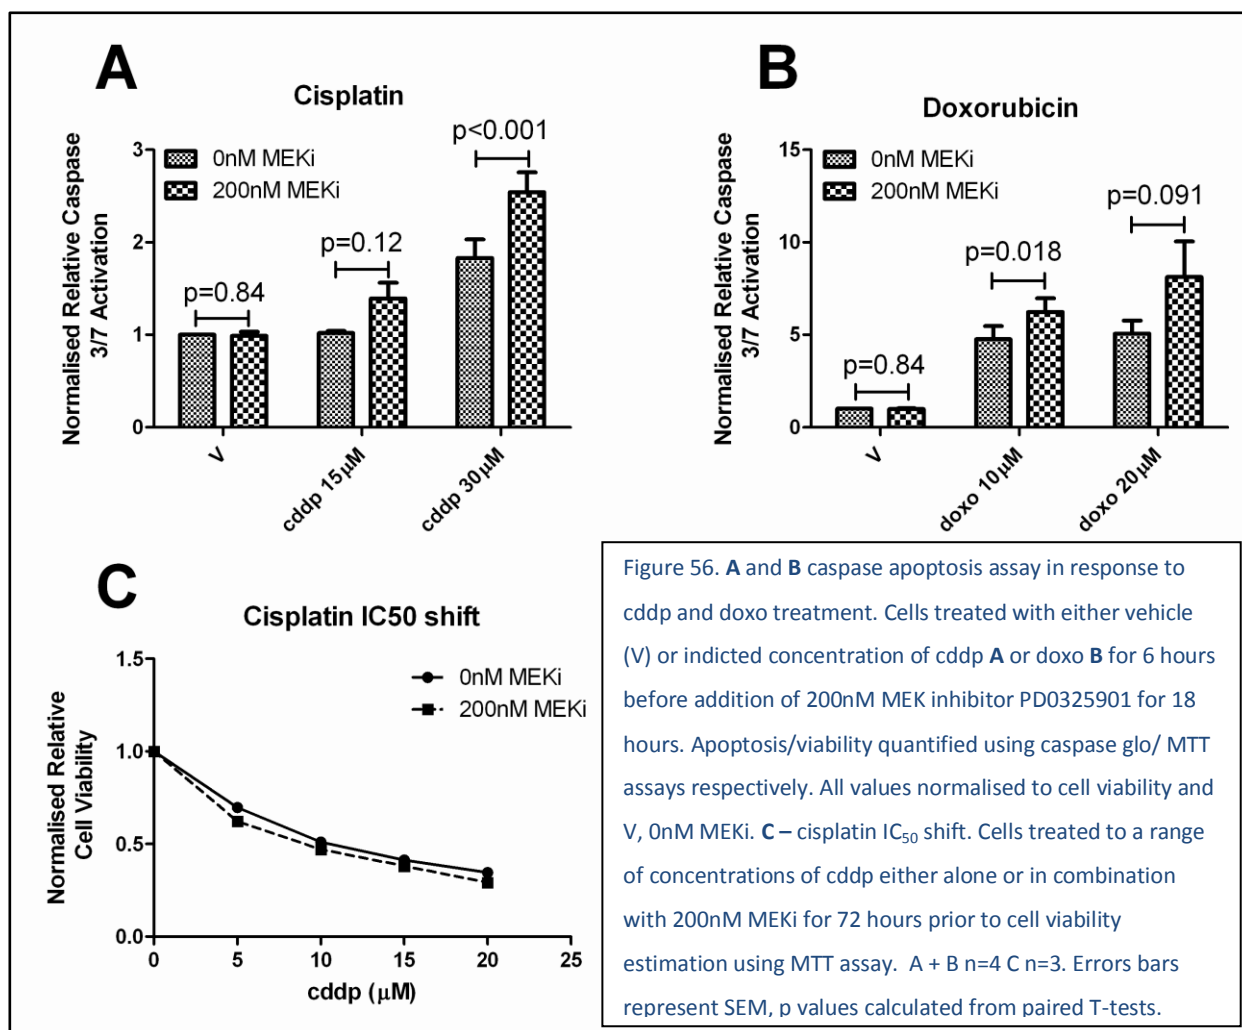 A
Cisplatin
Normalised Relative Caspase
3/7 Activation
3
2
1
0
0nM MEKi
200nM MEKi
p=0.84
p=0.12
p<0.001
V
cddp 15µM
cddp 30µM
B
Doxorubicin
Normalised Relative Caspase
3/7 Activation
15
10
5
0
0nM MEKi
200nM MEKi
p=0.84
p=0.018
p=0.091
V
doxo 10µM
doxo 20µM
C
Cisplatin IC50 shift
Normalised Relative
Cell Viability
1.5
1.0
0.5
0.0
0nM MEKi
200nM MEKi
0 5 10 15 20 25
cddp (µM)
Figure 56. A and B caspase apoptosis assay in response to
cddp and doxo treatment. Cells treated with either vehicle
(V) or indicted concentration of cddp A or doxo B for 6 hours
before addition of 200nM MEK inhibitor PD0325901 for 18
hours. Apoptosis/viability quantified using caspase glo/ MTT
assays respectively. All values normalised to cell viability and
V, 0nM MEKi. C – cisplatin IC50 shift. Cells treated to a range
of concentrations of cddp either alone or in combination
with 200nM MEKi for 72 hours prior to cell viability
estimation using MTT assay. A + B n=4 C n=3. Errors bars
represent SEM, p values calculated from paired T-tests.